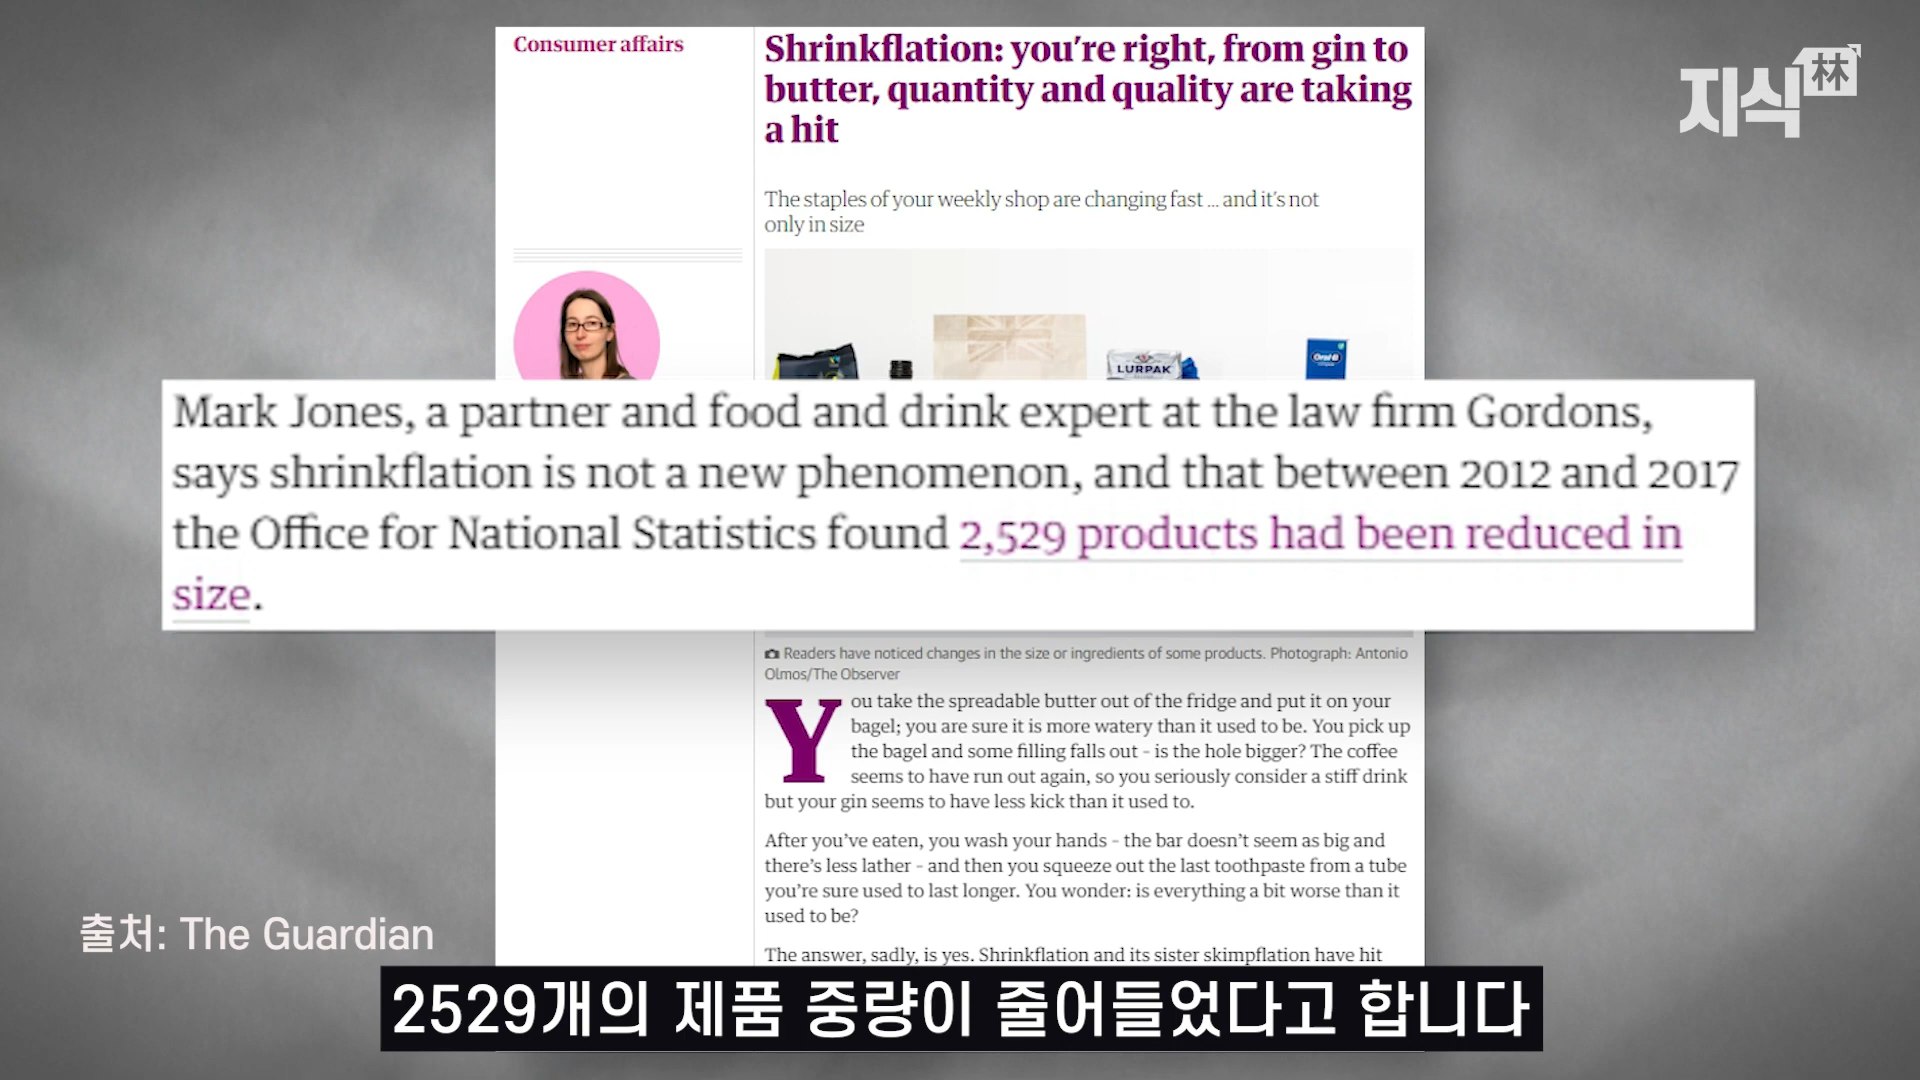 Consumer affairs
Shrinkflation: you're right, from gin to
butter, quantity and quality are taking
a hit
지식林
The staples of your weekly shop are changing fast ... and it's not
only in size
LURPAK
Oral-B
Mark Jones, a partner and food and drink expert at the law firm Gordons,
says shrinkflation is not a new phenomenon, and that between 2012 and 2017
the Office for National Statistics found 2,529 products had been reduced in
size.
Readers have noticed changes in the size or ingredients of some products. Photograph: Antonio
Olmos/The Observer
You take the spreadable butter out of the fridge and put it on your
bagel; you are sure it is more watery than it used to be. You pick up
the bagel and some filling falls out - is the hole bigger? The coffee
seems to have run out again, so you seriously consider a stiff drink
but your gin seems to have less kick than it used to.
After you've eaten, you wash your hands - the bar doesn't seem as big and
there's less lather - and then you squeeze out the last toothpaste from a tube
you're sure used to last longer. You wonder: is everything a bit worse than it
used to be?
The answer, sadly, is yes. Shrinkflation and its sister skimpflation have hit
출처: The Guardian
2529개의 제품 중량이 줄어들었다고 합니다